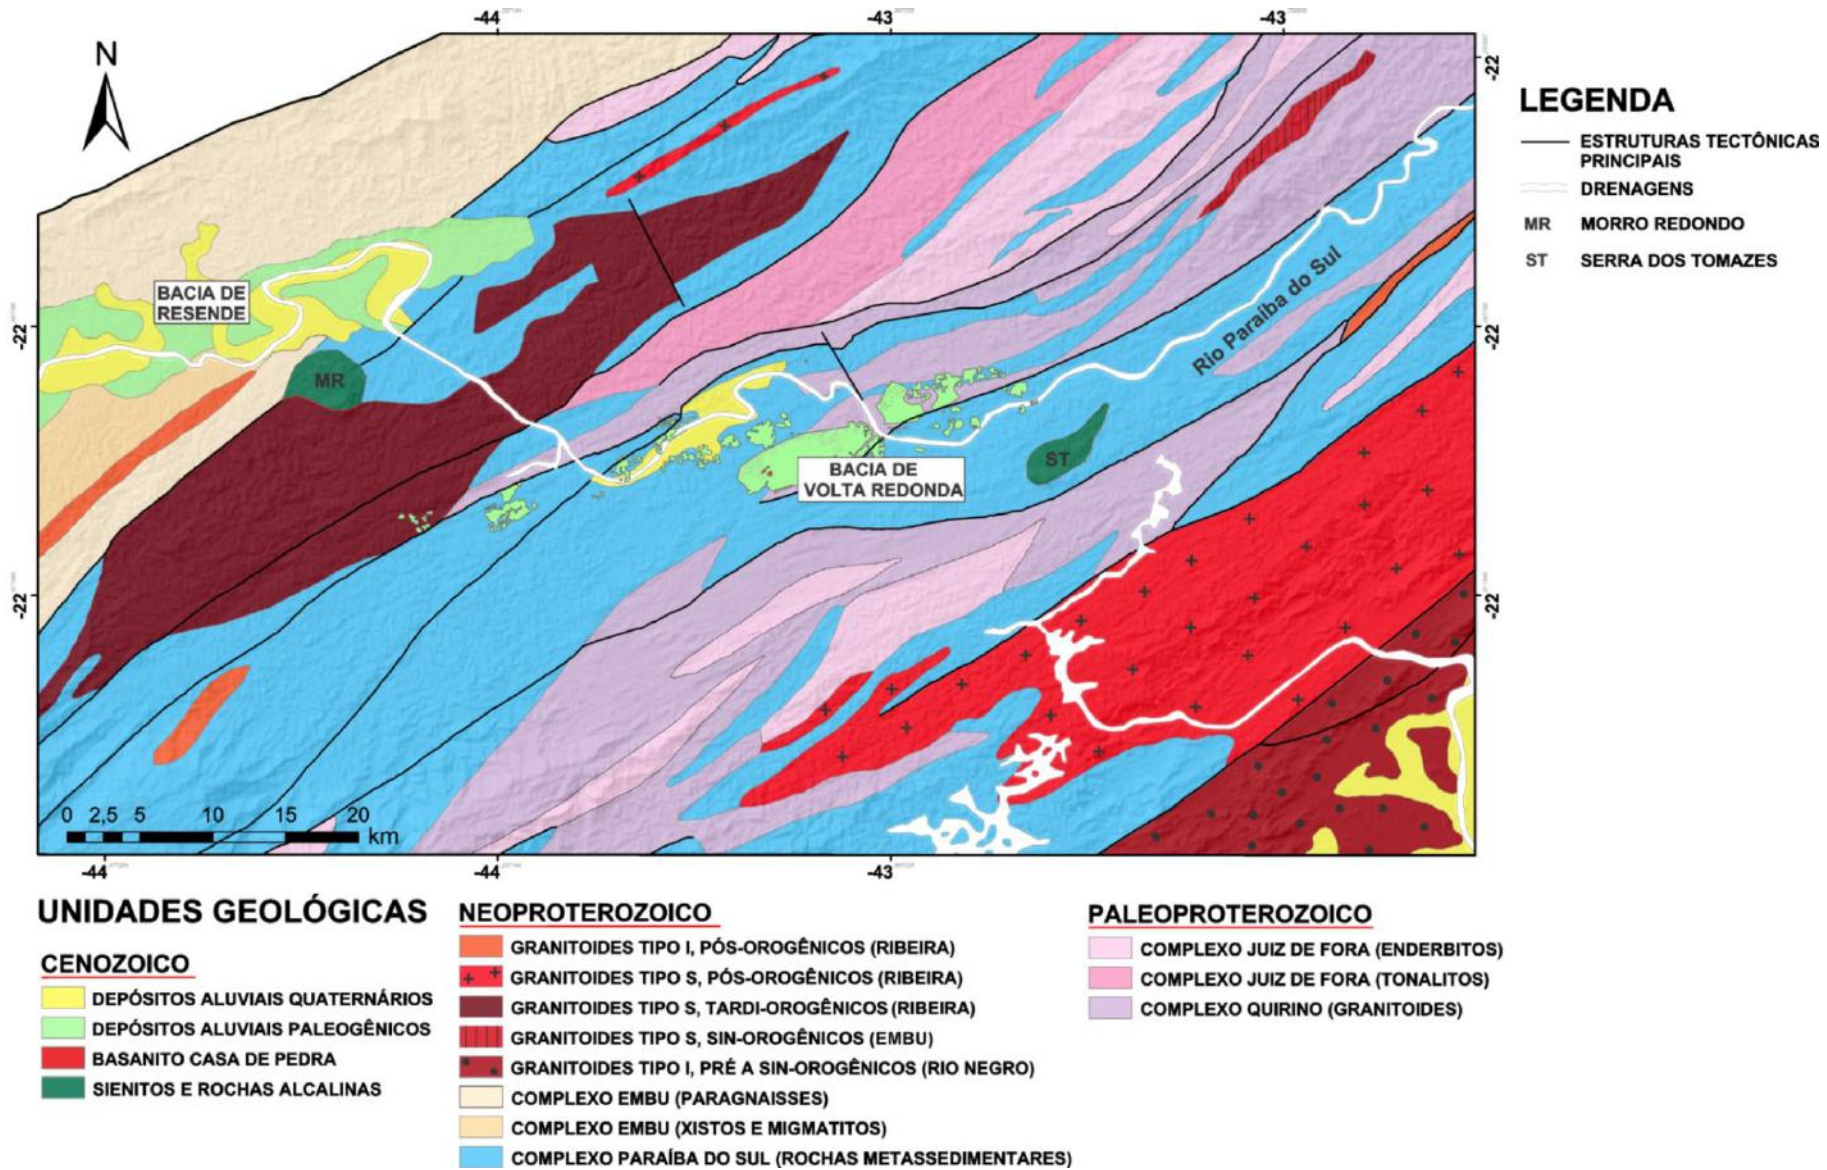 -44
-43
-43
N
-22
-22
LEGENDA
ESTRUTURAS TECTÔNICAS
PRINCIPAIS
DRENAGENS
MR MORRO REDONDO
ST SERRA DOS TOMAZES
BACIA DE
RESENDE
MR
Rio Paraíba do Sul
-22
-22
ST
BACIA DE
VOLTA REDONDA
-22
-22
0 2,5 5 10 15 20
km
-44
-44
-43
-43
UNIDADES GEOLÓGICAS
CENOZOICO
DEPÓSITOS ALUVIAIS QUATERNÁRIOS
DEPÓSITOS ALUVIAIS PALEOGÊNICOS
BASANITO CASA DE PEDRA
SIENITOS E ROCHAS ALCALINAS
NEOPROTEROZOICO
GRANITOIDES TIPO I, PÓS-OROGÊNICOS (RIBEIRA)
GRANITOIDES TIPO S, PÓS-OROGÊNICOS (RIBEIRA)
GRANITOIDES TIPO S, TARDI-OROGÊNICOS (RIBEIRA)
GRANITOIDES TIPO S, SIN-OROGÊNICOS (EMBU)
GRANITOIDES TIPO I, PRÉ A SIN-OROGÊNICOS (RIO NEGRO)
COMPLEXO EMBU (PARAGNAISSES)
COMPLEXO EMBU (XISTOS E MIGMATITOS)
COMPLEXO PARAÍBA DO SUL (ROCHAS METASSEDIMENTARES)
PALEOPROTEROZOICO
COMPLEXO JUIZ DE FORA (ENDERBITOS)
COMPLEXO JUIZ DE FORA (TONALITOS)
COMPLEXO QUIRINO (GRANITOIDES)